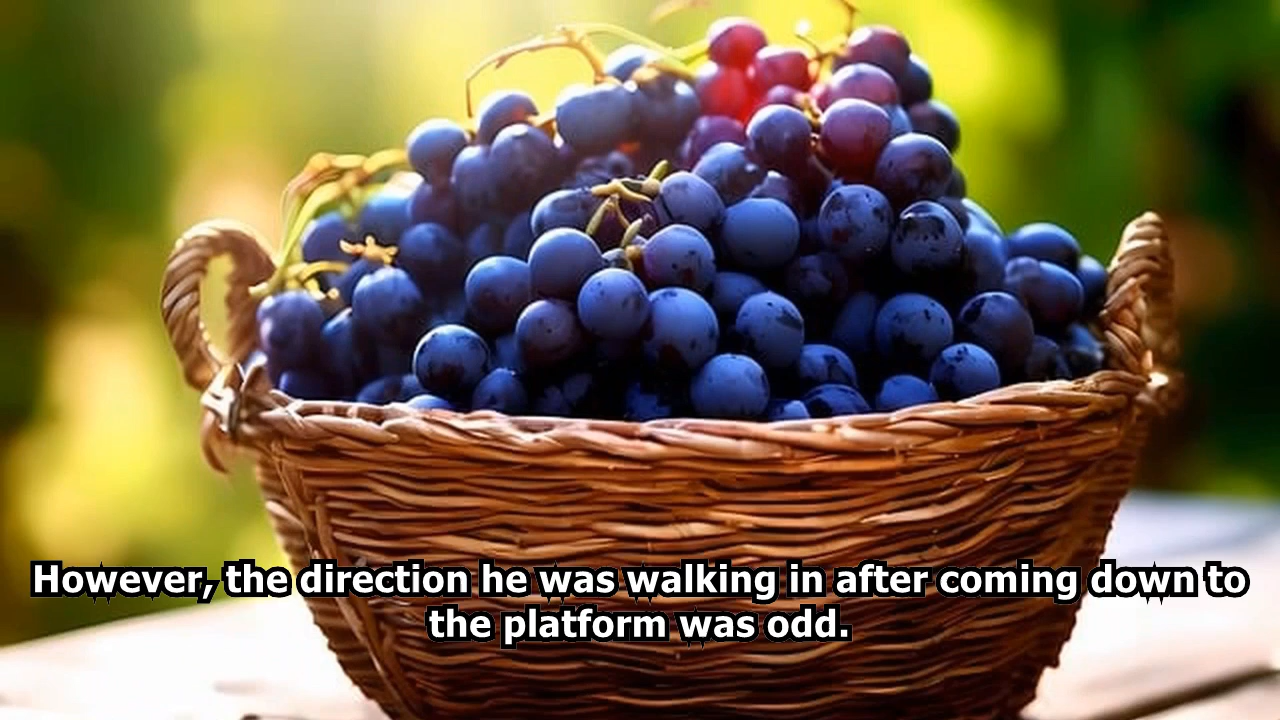 However, the direction he was walking in after coming down to
the platform was odd.